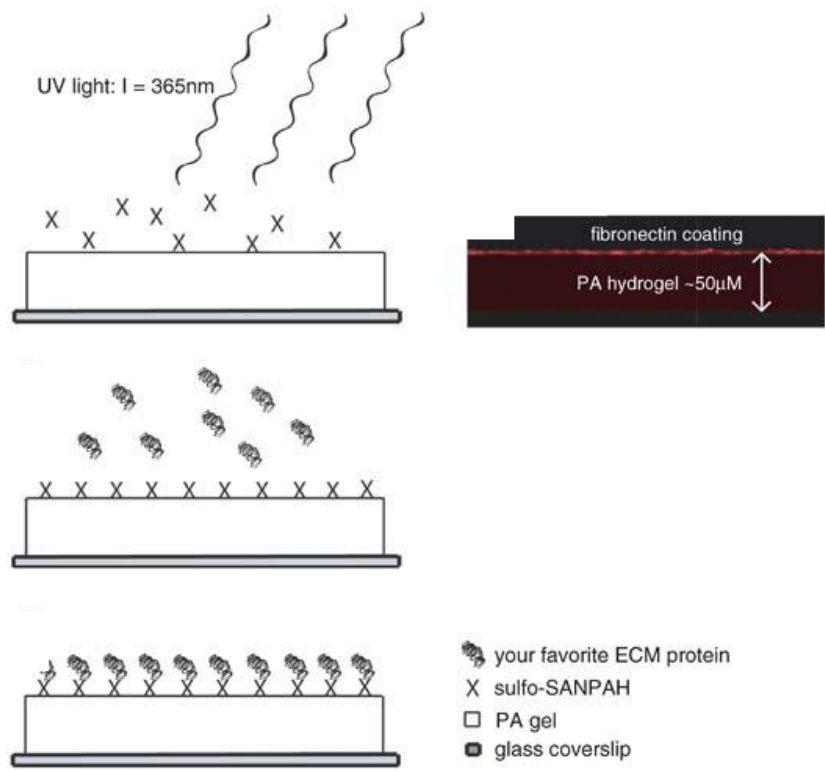 UV light: l = 365nm
fibronectin coating
PA hydrogel ~50μM
your favorite ECM protein
sulfo-SANPAH
PA gel
glass coverslip